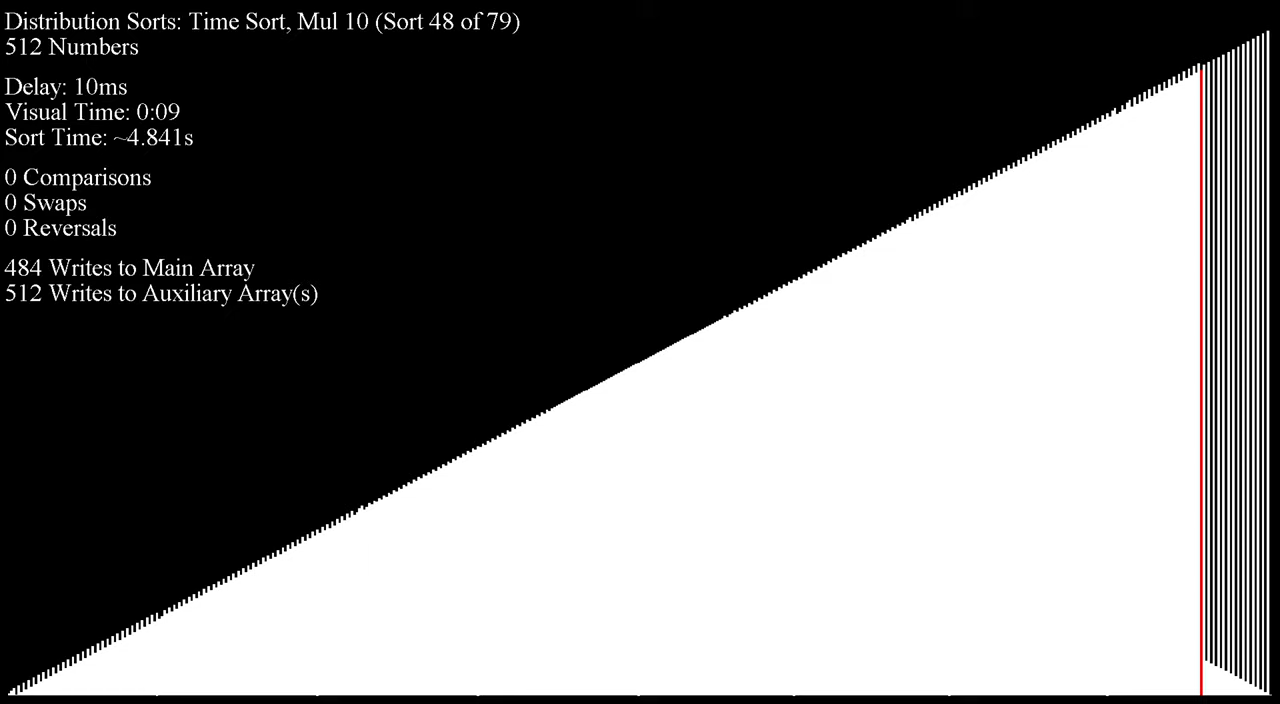 Distribution Sorts: Time Sort, Mul 10 (Sort 48 of 79)
512 Numbers
Delay: 10ms
Visual Time: 0:09
Sort Time: ~4.841s
0 Comparisons
0 Swaps
0 Reversals
484 Writes to Main Array
512 Writes to Auxiliary Array(s)